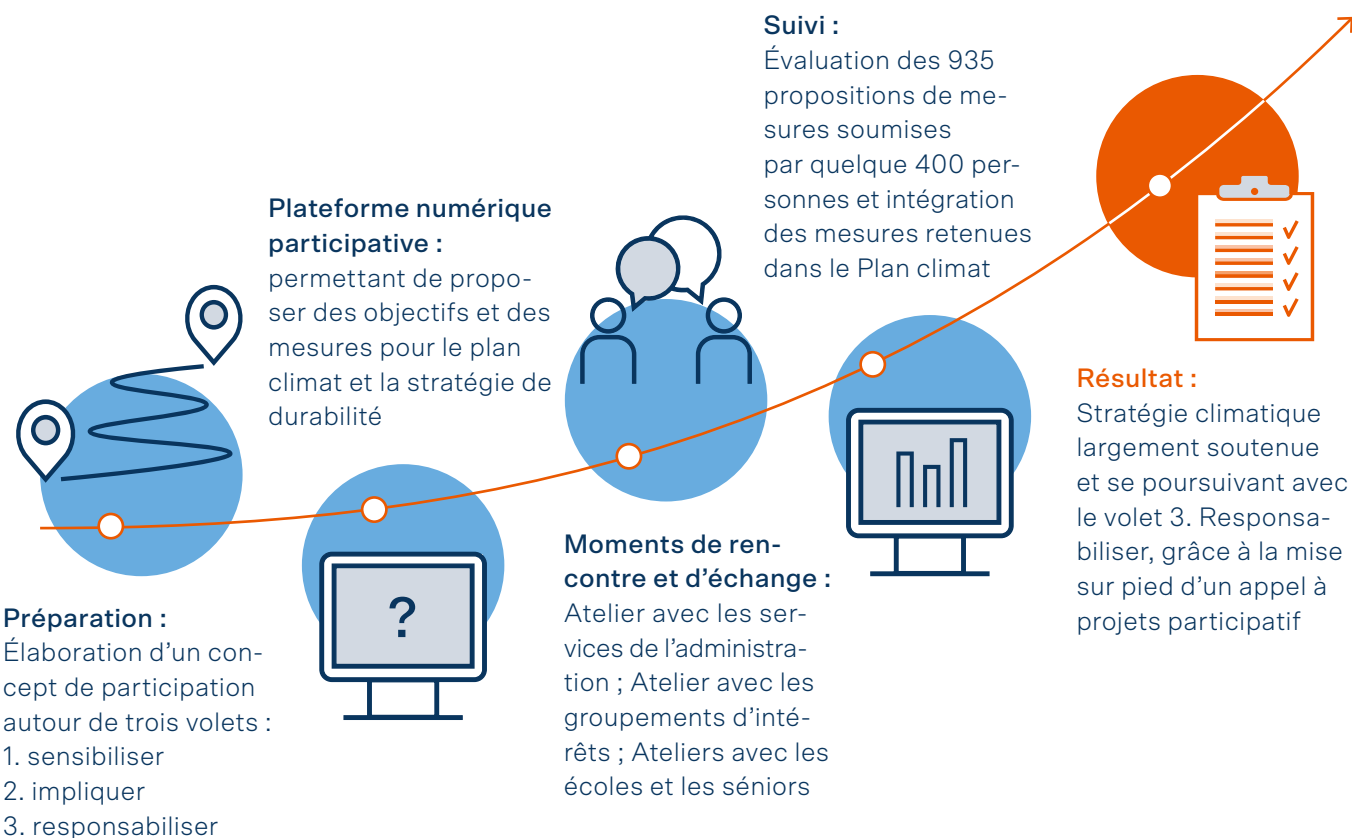 Préparation :
Élaboration d’un con-
cept de participation
autour de trois volets :
1. sensibiliser
2. impliquer
3. responsabiliser
Plateforme numérique
participative :
permettant de propo-
ser des objectifs et des
mesures pour le plan
climat et la stratégie de
durabilité
?
Moments de ren-
contre et d’échange :
Atelier avec les ser-
vices de l’administra-
tion ; Atelier avec les
groupements d’inté-
rêts ; Ateliers avec les
écoles et les séniors
Suivi :
Évaluation des 935
propositions de me-
sures soumises
par quelque 400 per-
sonnes et intégration
des mesures retenues
dans le Plan climat
Résultat :
Stratégie climatique
largement soutenue
et se poursuivant avec
le volet 3. Responsa-
biliser, grâce à la mise
sur pied d’un appel à
projets participatif